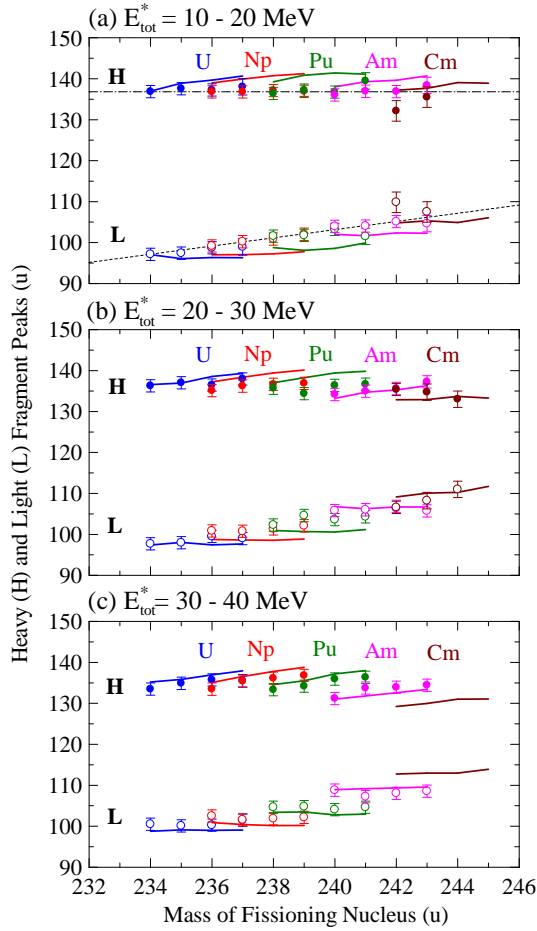 (a) E*tot = 10 - 20 MeV
150
U Np Pu Am Cm
140
H
130
120
110
L
100
90
(b) E*tot = 20 - 30 MeV
150
U Np Pu Am Cm
140
H
130
120
110
L
100
90
(c) E*tot = 30 - 40 MeV
150
U Np Pu Am Cm
140
H
130
120
110
L
100
90
232 234 236 238 240 242 244 246
Mass of Fissioning Nucleus (u)
Heavy (H) and Light (L) Fragment Peaks (u)